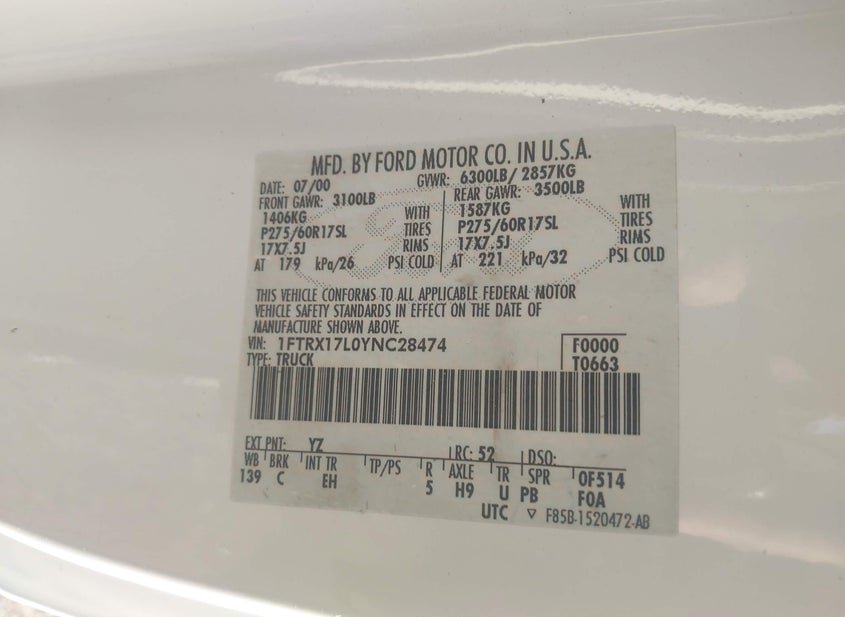 MFD. BY FORD MOTOR CO. IN U.S.A.
DATE: 07/00 GVWR: 6300LB/ 2857KG
FRONT GAWR: 3100LB REAR GAWR: 3500LB
1406KG WITH 1587KG WITH
P275/60R17SL TIRES P275/60R17SL TIRES
17X7.5J RIMS 17X7.5J RIMS
AT 179 kPa/26 PSI COLD AT 221 kPa/32 PSI COLD
THIS VEHICLE CONFORMS TO ALL APPLICABLE FEDERAL MOTOR
VEHICLE SAFETY STANDARDS IN EFFECT ON THE DATE OF
MANUFACTURE SHOWN ABOVE.
VIN: 1FTRX17L0YNC28474 F0000
TYPE: TRUCK T0663
EXT PNT: YZ RC: 52 DSO:
WB BRK INT TR TP/PS R AXLE TR SPR OF514
139 C EH 5 H9 U PB FOA
UTC ▽ F85B-1520472-AB